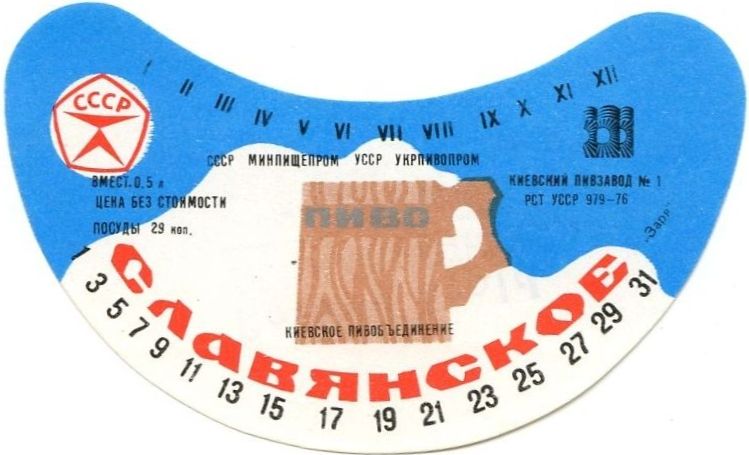 СССР
I II III IV V VI VII VIII IX X XI XII
СССР МИНПИЩЕПРОМ УССР УКРПИВОПРОМ
ВМЕСТ. 0,5 л
ЦЕНА БЕЗ СТОИМОСТИ
ПОСУДЫ 29 коп.
КИЕВСКИЙ ПИВЗАВОД № 1
РСТ УССР 979-76
„Заря"
ПИВО
КИЕВСКОЕ ПИВОБЪЕДИНЕНИЕ
СЛАВЯНСКОЕ
1 3 5 7 9 11 13 15 17 19 21 23 25 27 29 31